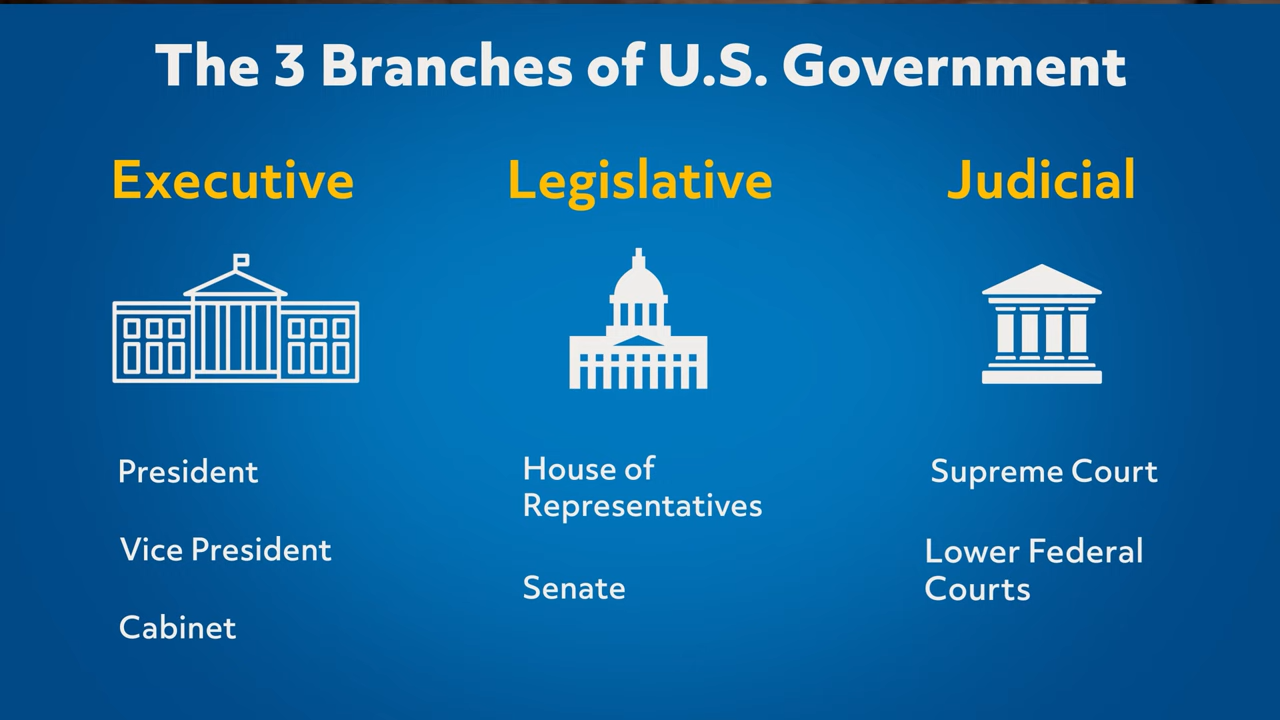 The 3 Branches of U.S. Government
Executive
President
Vice President
Cabinet
Legislative
House of
Representatives
Senate
Judicial
Supreme Court
Lower Federal
Courts